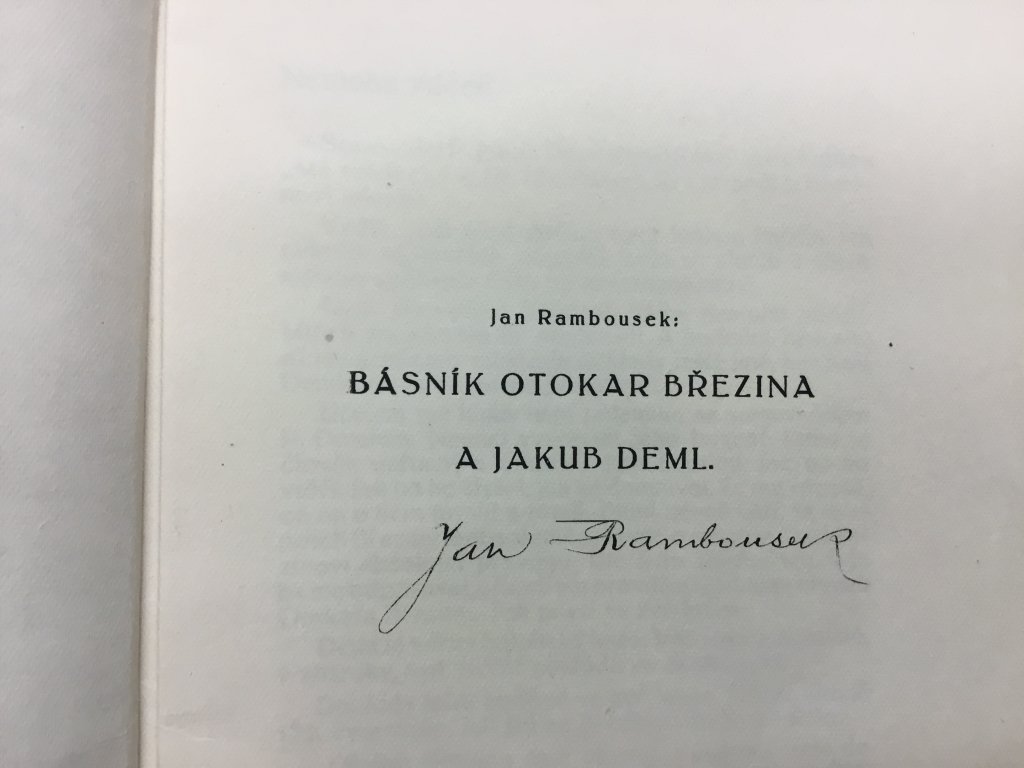 Jan Rambousek:
BÁSNÍK OTOKAR BŘEZINA
A JAKUB DEML.
Jan Rambousek